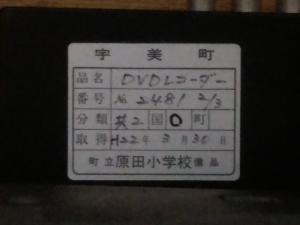 宇美町
品名 DVDレコーダー
番号 № 2481 2/3
分類 共2 国 O 町
取得 H22年 3月 30日
町立 原田小学校 備品